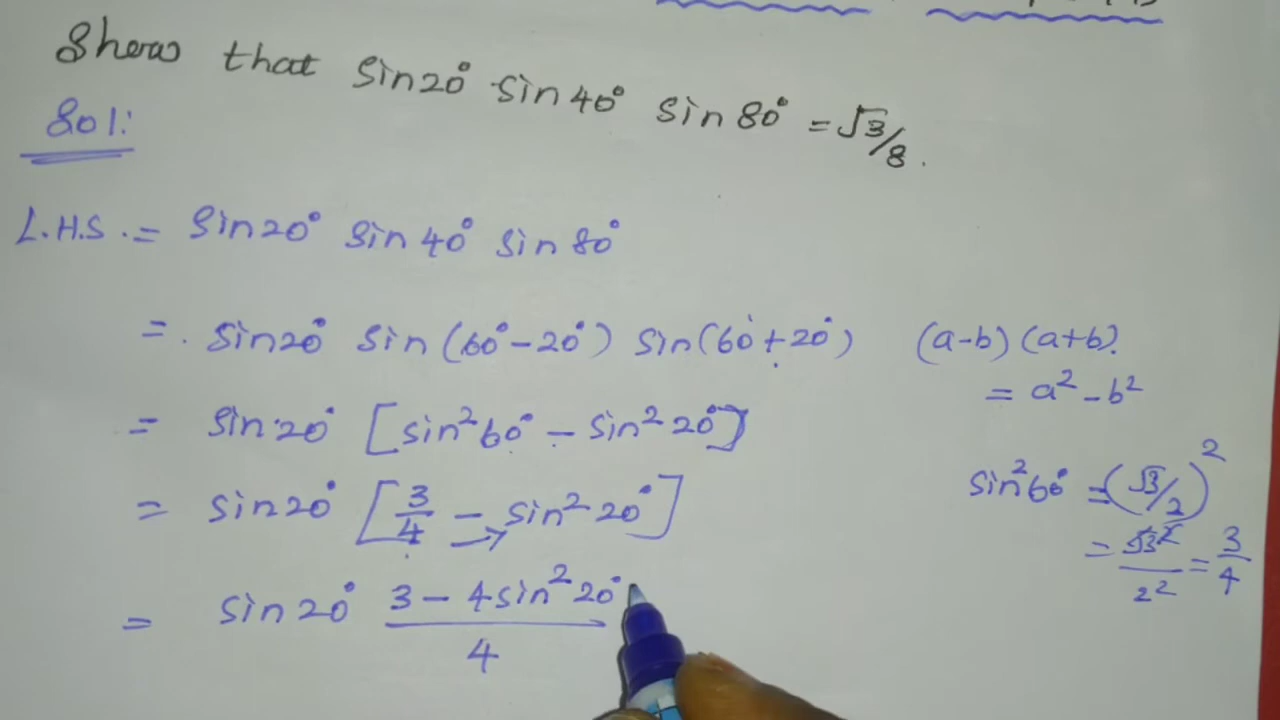 Show that sin20° sin40° sin80° = √3/8.
Sol:
L.H.S. = sin20° sin40° sin80°
= sin20° sin(60°-20°) sin(60°+20°)
(a-b)(a+b)
= a²-b²
= sin20° [sin²60° - sin²20°]
= sin20° [3/4 - sin²20°]
sin²60° = (√3/2)²
= √3²/2² = 3/4
= sin20° 3-4sin²20°/4